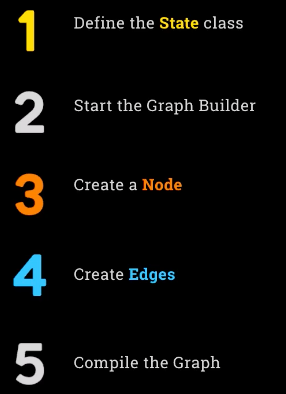 1 Define the State class
2 Start the Graph Builder
3 Create a Node
4 Create Edges
5 Compile the Graph